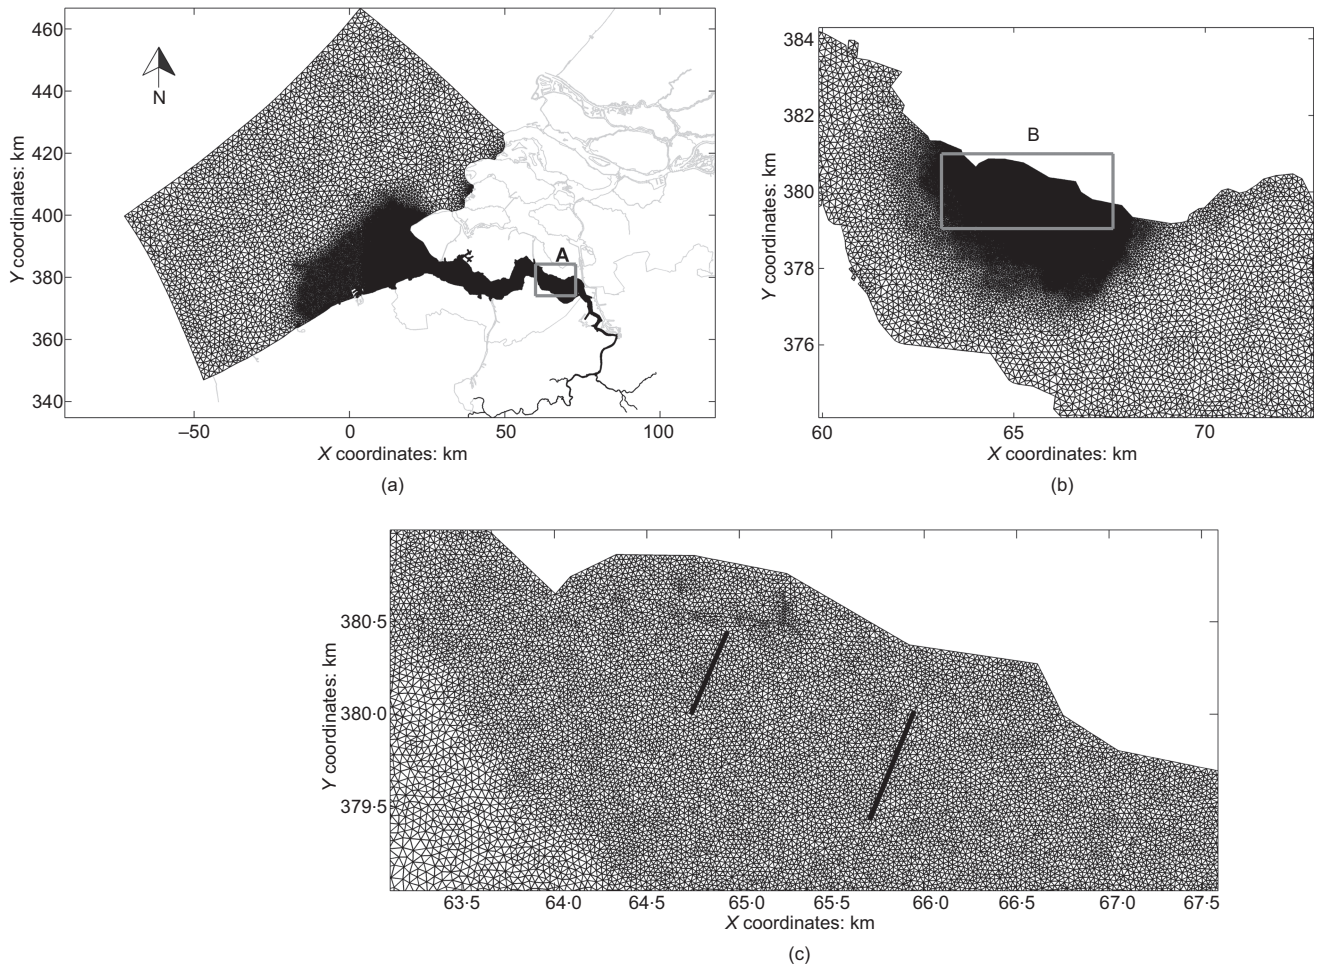 460
440
420
400
380
360
340
Y coordinates: km
N
A
–50
0
50
100
X coordinates: km
(a)
384
382
380
378
376
Y coordinates: km
B
60
65
70
X coordinates: km
(b)
380·5
380·0
379·5
Y coordinates: km
63·5
64·0
64·5
65·0
65·5
66·0
66·5
67·0
67·5
X coordinates: km
(c)